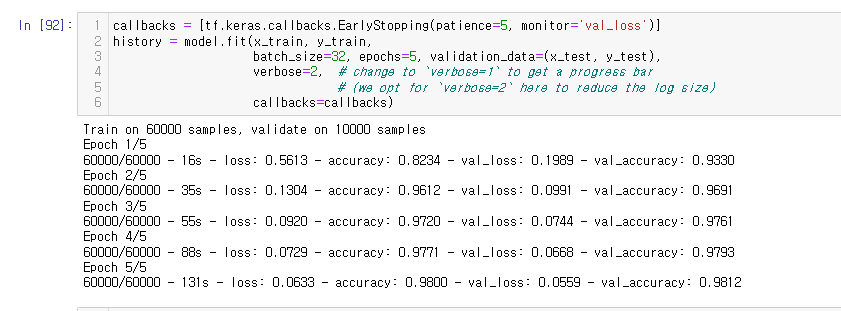 In [92]:
1 callbacks = [tf.keras.callbacks.EarlyStopping(patience=5, monitor='val_loss')]
2 history = model.fit(x_train, y_train,
3 batch_size=32, epochs=5, validation_data=(x_test, y_test),
4 verbose=2, # change to `verbose=1` to get a progress bar
5 # (we opt for `verbose=2` here to reduce the log size)
6 callbacks=callbacks)
Train on 60000 samples, validate on 10000 samples
Epoch 1/5
60000/60000 - 16s - loss: 0.5613 - accuracy: 0.8234 - val_loss: 0.1989 - val_accuracy: 0.9330
Epoch 2/5
60000/60000 - 35s - loss: 0.1304 - accuracy: 0.9612 - val_loss: 0.0991 - val_accuracy: 0.9691
Epoch 3/5
60000/60000 - 55s - loss: 0.0920 - accuracy: 0.9720 - val_loss: 0.0744 - val_accuracy: 0.9761
Epoch 4/5
60000/60000 - 88s - loss: 0.0729 - accuracy: 0.9771 - val_loss: 0.0668 - val_accuracy: 0.9793
Epoch 5/5
60000/60000 - 131s - loss: 0.0633 - accuracy: 0.9800 - val_loss: 0.0559 - val_accuracy: 0.9812